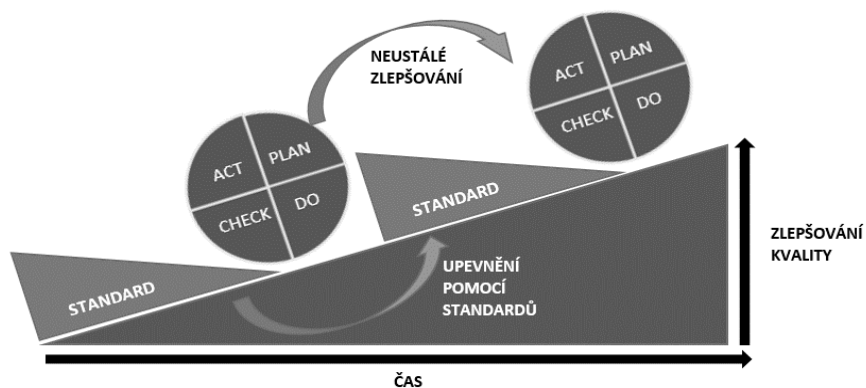 NEUSTÁLÉ
ZLEPŠOVÁNÍ
ACT
PLAN
CHECK
DO
ACT
PLAN
CHECK
DO
STANDARD
STANDARD
UPEVNĚNÍ
POMOCÍ
STANDARDŮ
ZLEPŠOVÁNÍ
KVALITY
ČAS